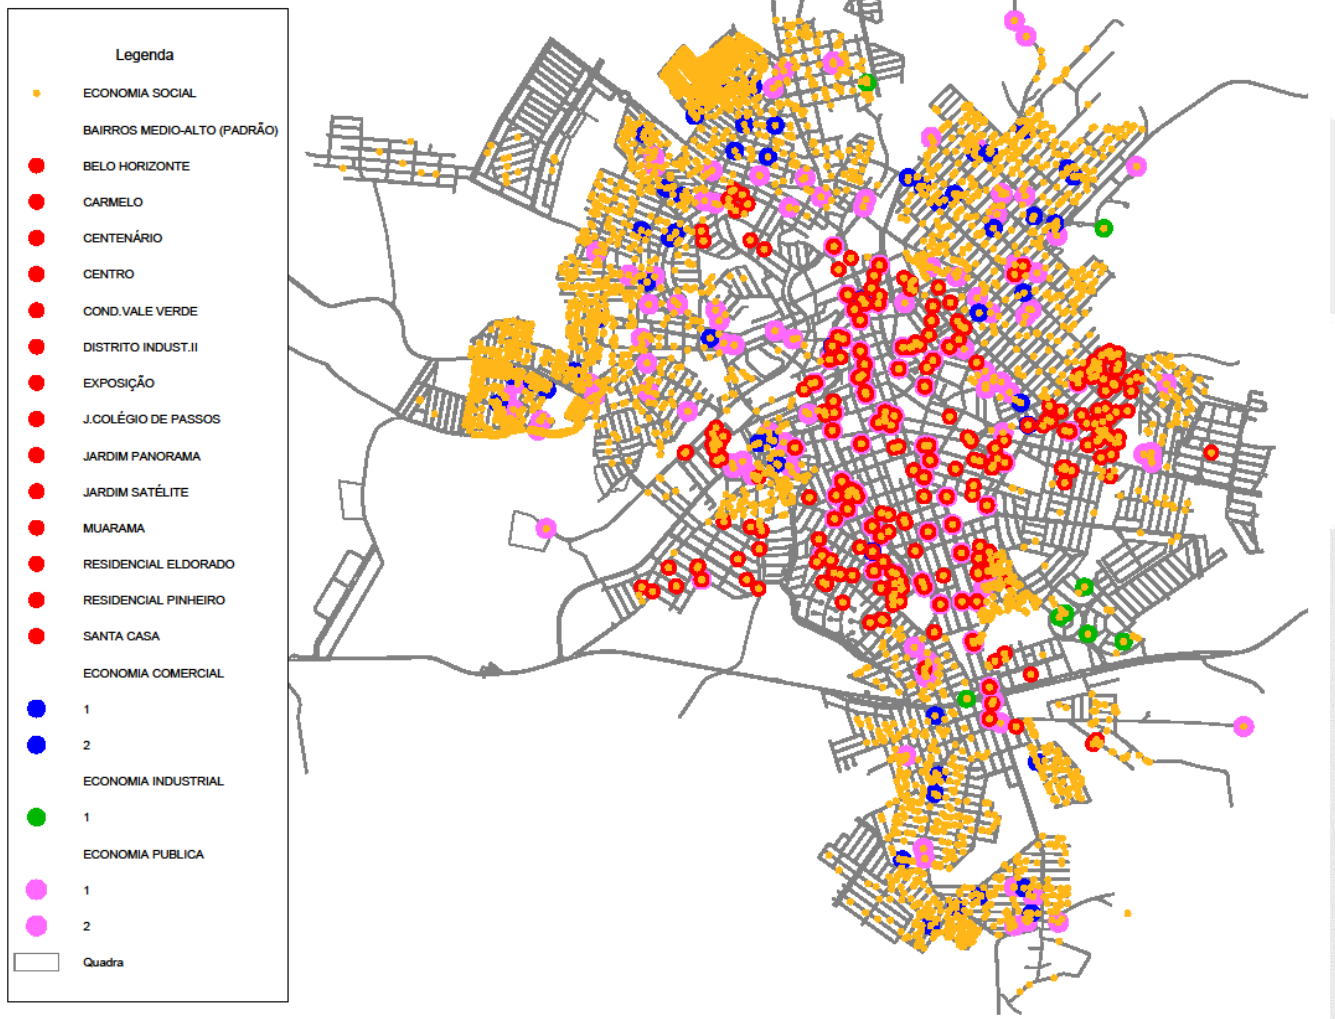 Legenda
ECONOMIA SOCIAL
BAIRROS MEDIO-ALTO (PADRÃO)
BELO HORIZONTE
CARMELO
CENTENÁRIO
CENTRO
COND.VALE VERDE
DISTRITO INDUST.II
EXPOSIÇÃO
J.COLÉGIO DE PASSOS
JARDIM PANORAMA
JARDIM SATÉLITE
MUARAMA
RESIDENCIAL ELDORADO
RESIDENCIAL PINHEIRO
SANTA CASA
ECONOMIA COMERCIAL
1
2
ECONOMIA INDUSTRIAL
1
ECONOMIA PUBLICA
1
2
Quadra